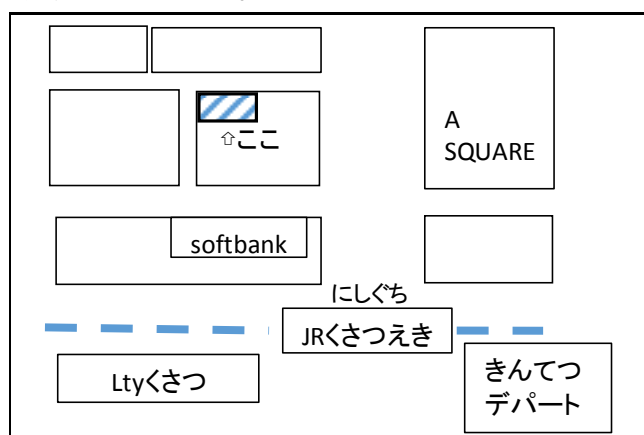 ⇧ここ
A
SQUARE
softbank
にしぐち
JRくさつえき
Ltyくさつ
きんてつ
デパート